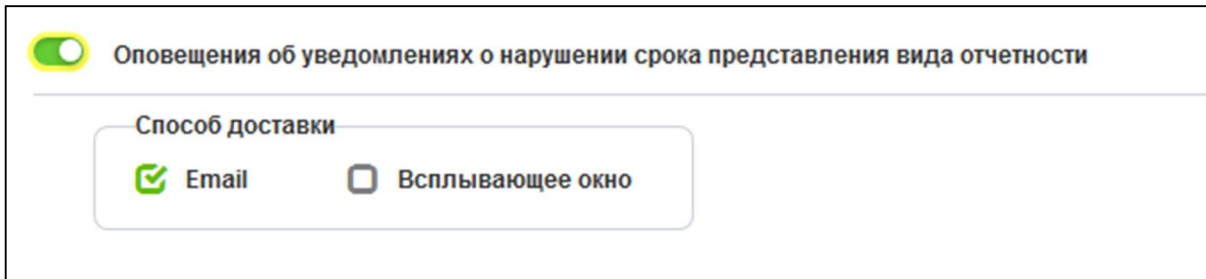 Оповещения об уведомлениях о нарушении срока представления вида отчетности
Способ доставки
Email Всплывающее окно